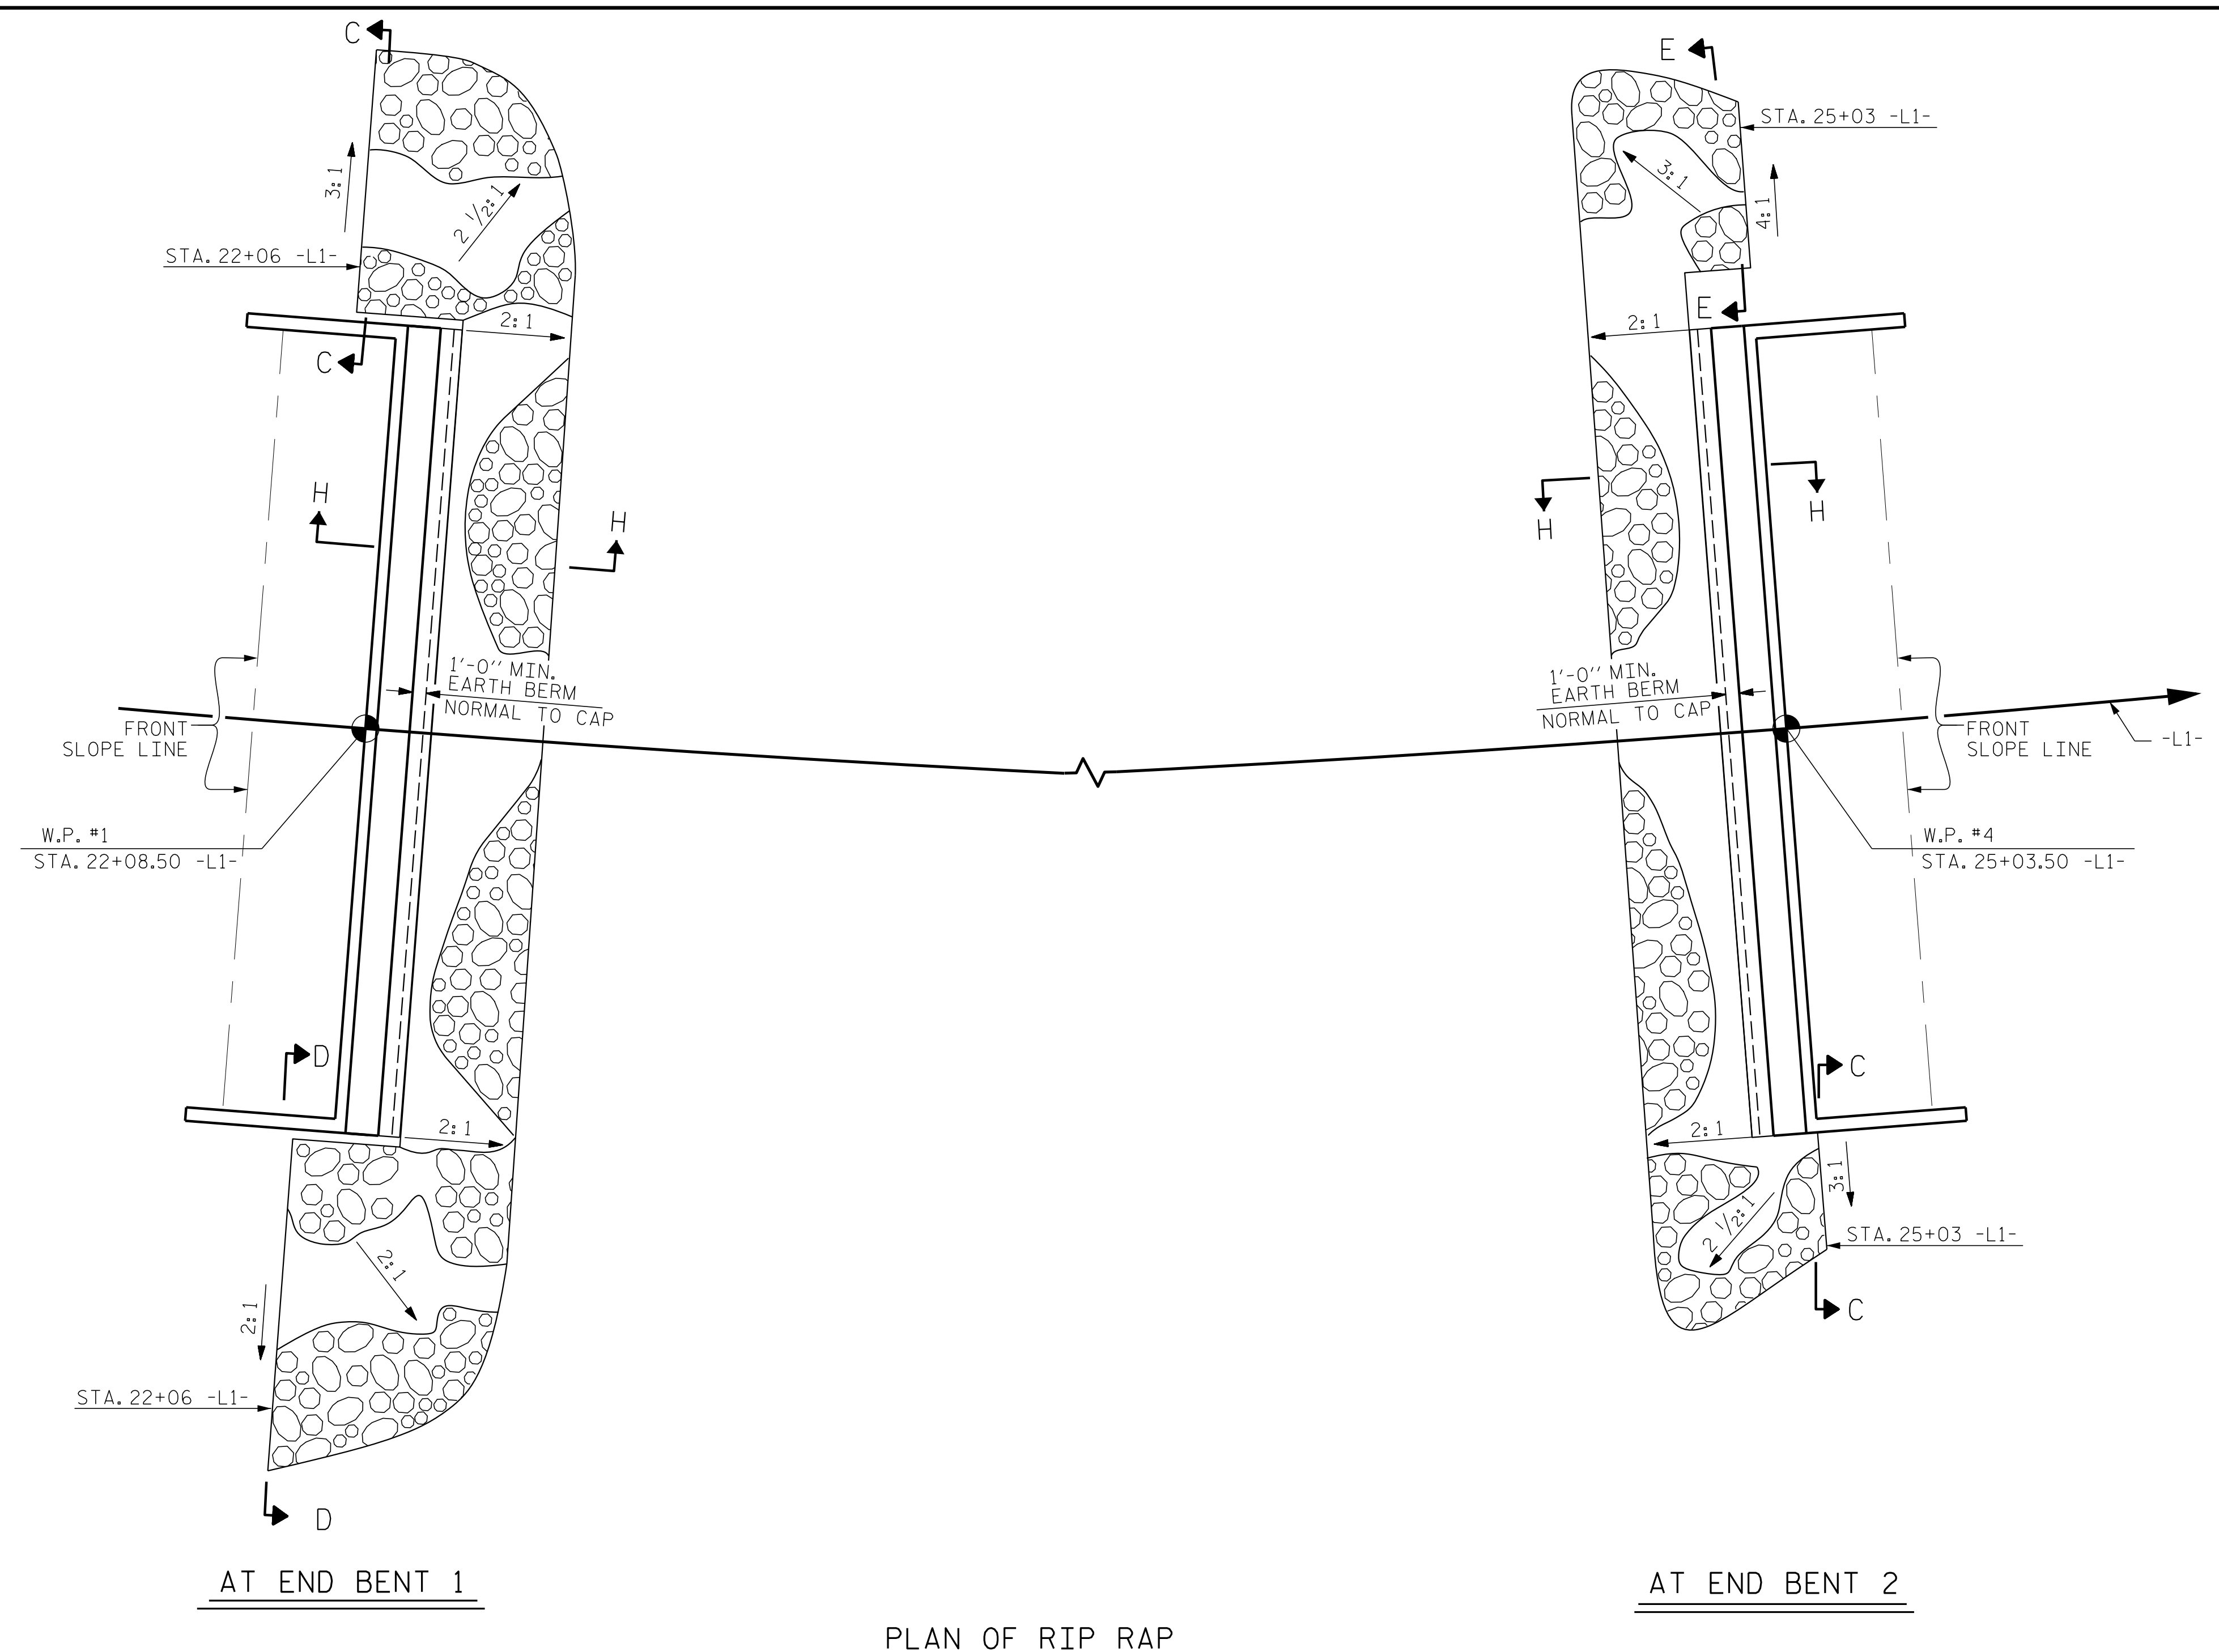 C
E
STA. 25+03 -L1-
3:1
2 1/2:1
3:1
4:1
STA. 22+06 -L1-
E
2:1
2:1
C
H
H
H
H
1'-0'' MIN.
EARTH BERM
NORMAL TO CAP
1'-0'' MIN.
EARTH BERM
NORMAL TO CAP
FRONT
SLOPE LINE
FRONT
SLOPE LINE
-L1-
W.P. #1
STA. 22+08.50 -L1-
W.P. #4
STA. 25+03.50 -L1-
D
C
2:1
2:1
3:1
2 1/2:1
2:1
STA. 25+03 -L1-
2:1
C
STA. 22+06 -L1-
D
AT END BENT 1
AT END BENT 2
PLAN OF RIP RAP